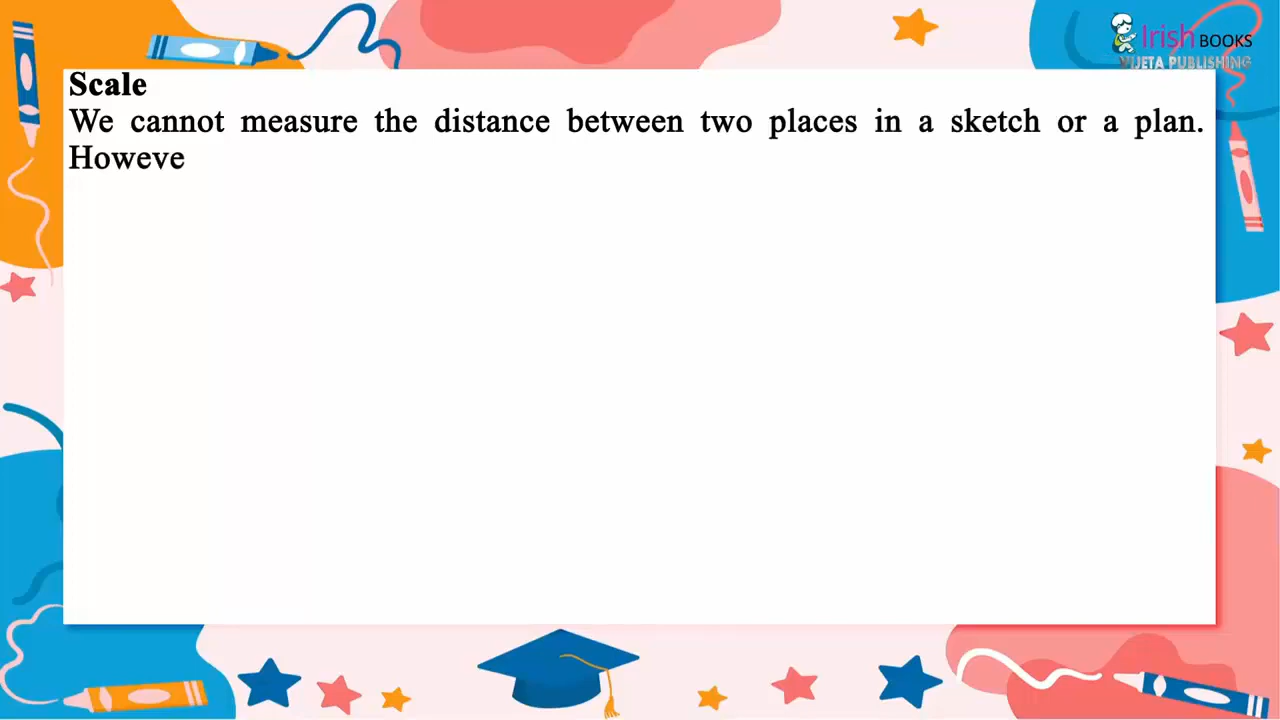 Irish BOOKS
VIJETA PUBLISHING
Scale
We cannot measure the distance between two places in a sketch or a plan.
Howeve